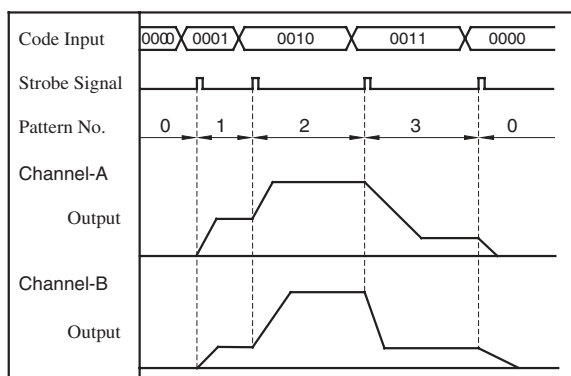 Code Input 0000 0001 0010 0011 0000
Strobe Signal
Pattern No. 0 1 2 3 0
Channel-A
Output
Channel-B
Output